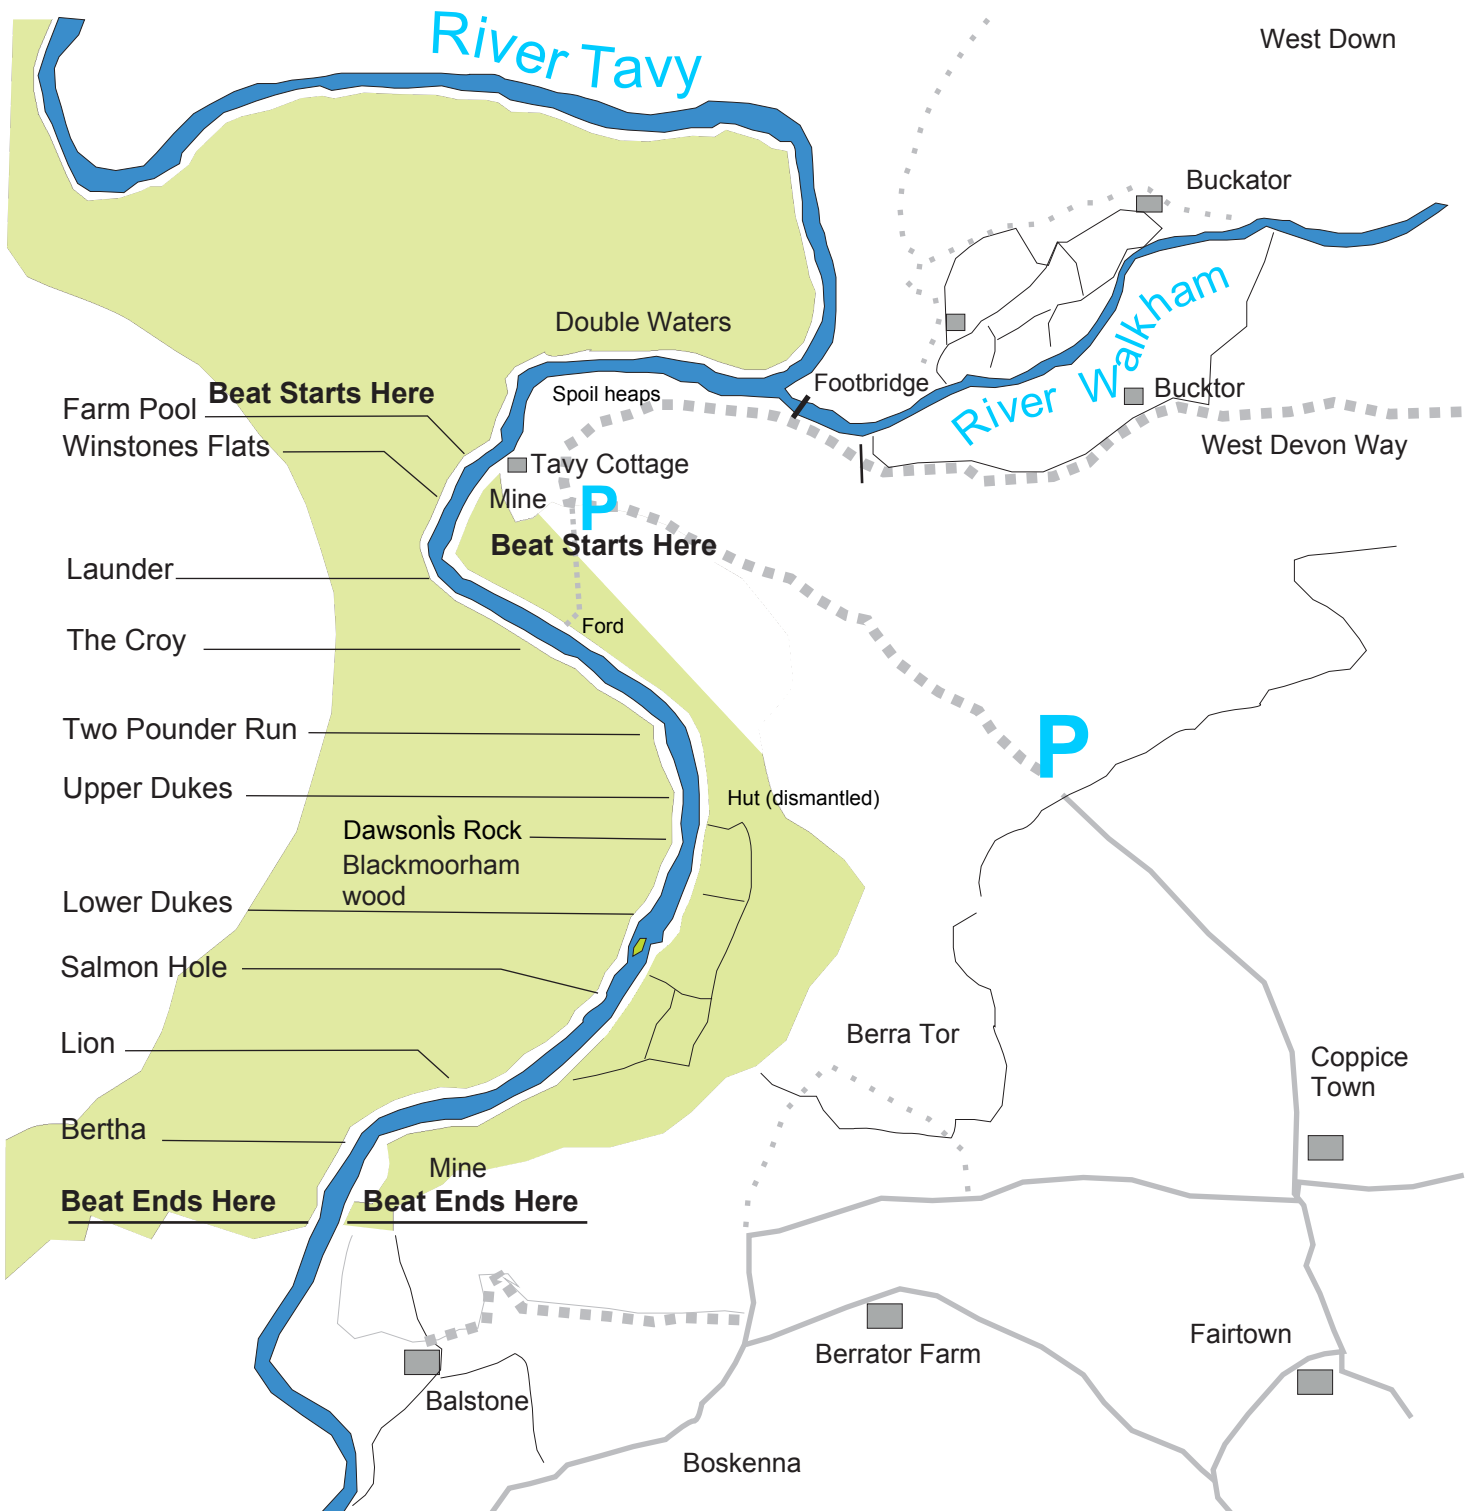 River Tavy
West Down
Buckator
Double Waters
River Walkham
Footbridge
Spoil heaps
Bucktor
Beat Starts Here
Farm Pool
Winstones Flats
West Devon Way
Tavy Cottage
Mine
P
Beat Starts Here
Launder
Ford
The Croy
Two Pounder Run
P
Upper Dukes
Hut (dismantled)
DawsonÌs Rock
Blackmoorham
wood
Lower Dukes
Salmon Hole
Berra Tor
Lion
Coppice
Town
Bertha
Mine
Beat Ends Here
Beat Ends Here
Fairtown
Berrator Farm
Balstone
Boskenna